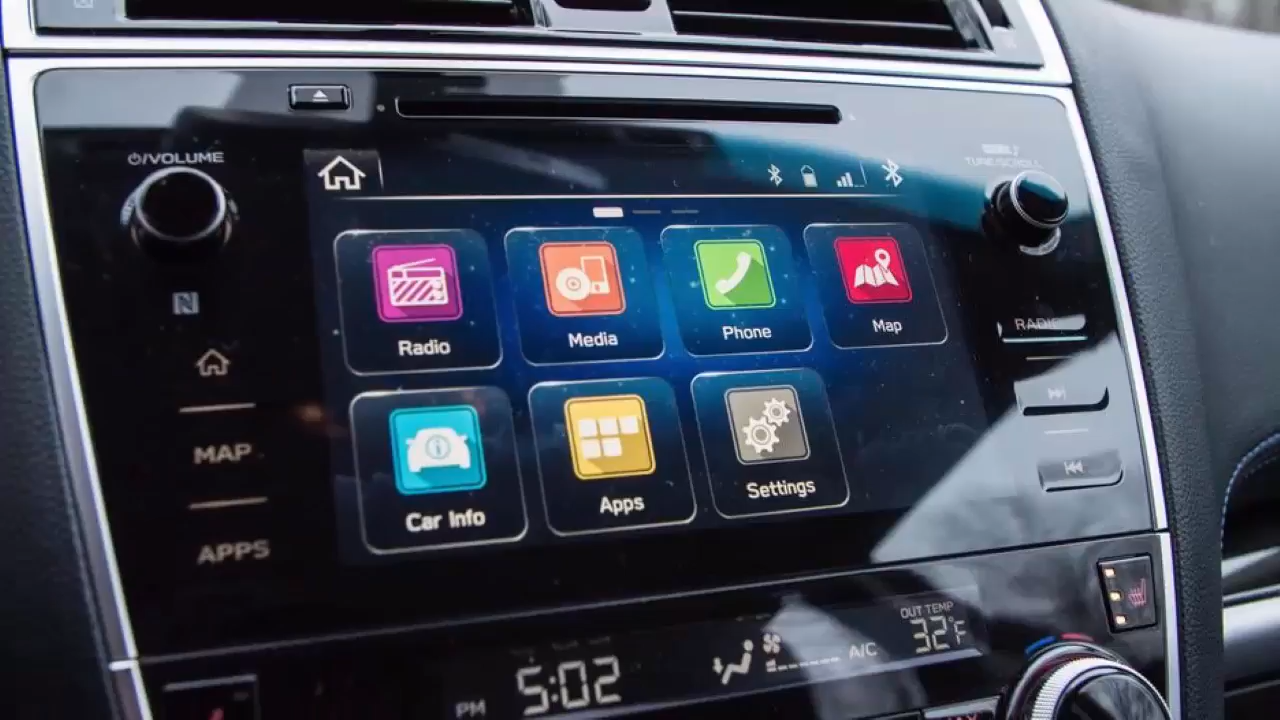 VOLUME
TUNE/SCROLL
Radio
Media
Phone
Map
Car Info
Apps
Settings
MAP
APPS
RADIO
OUT TEMP
32°F
A/C
PM 5:02